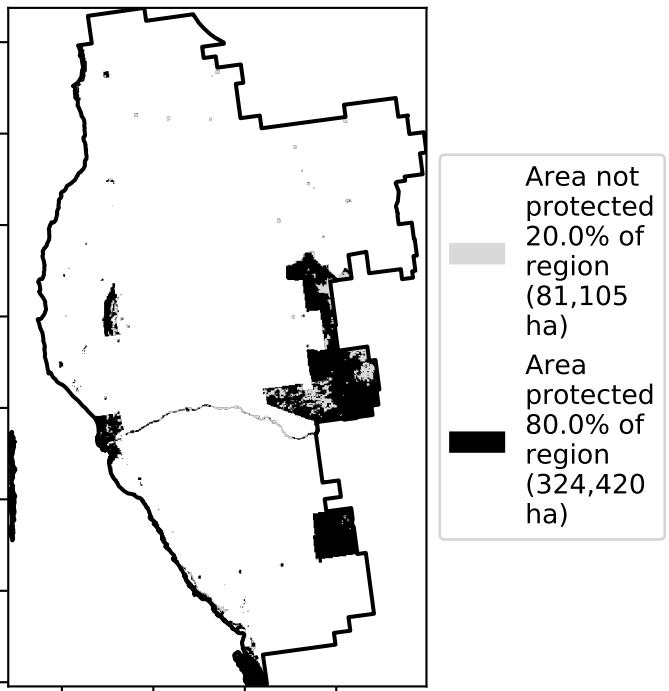 Area not
protected
20.0% of
region
(81,105
ha)
Area
protected
80.0% of
region
(324,420
ha)